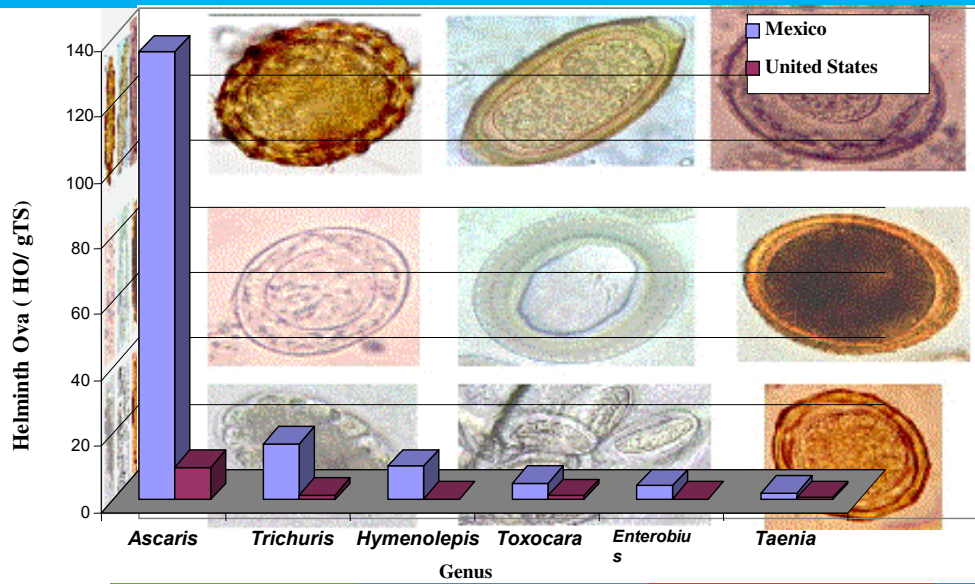 Mexico
United States
140
120
100
80
60
40
20
0
Helminth Ova ( HO/ gTS)
Ascaris Trichuris Hymenolepis Toxocara Enterobiu Taenia
s
Genus